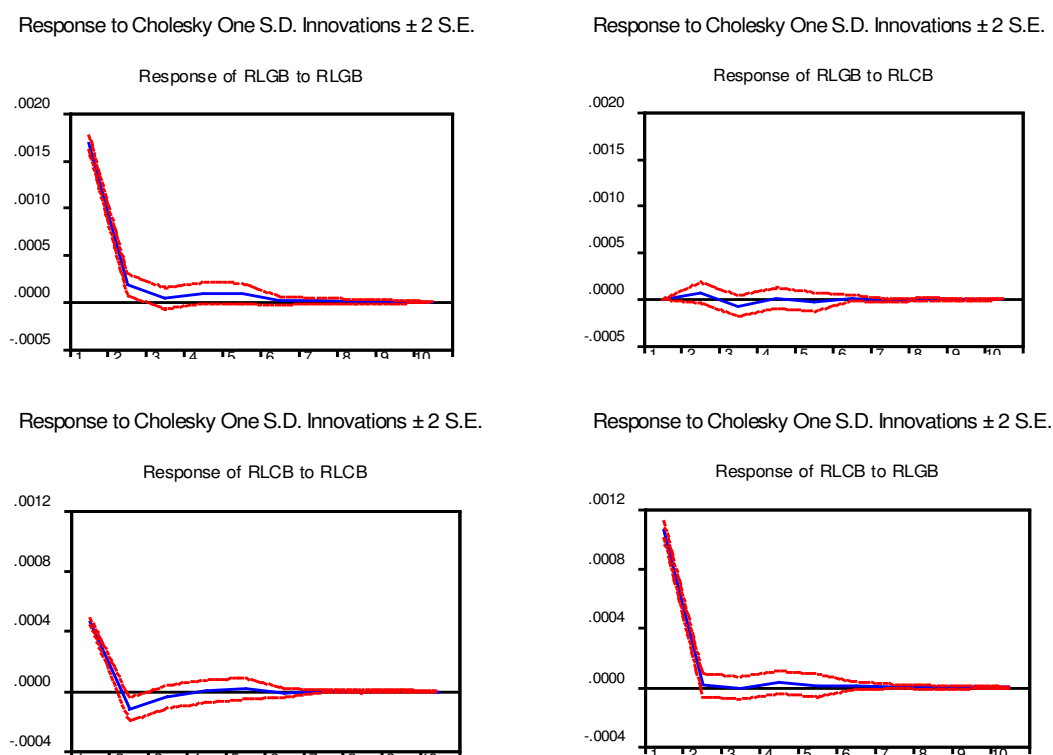 Response to Cholesky One S.D. Innovations ± 2 S.E.
Response of RLGB to RLGB
.0020
.0015
.0010
.0005
.0000
-.0005
1 2 3 4 5 6 7 8 9 10
Response to Cholesky One S.D. Innovations ± 2 S.E.
Response of RLGB to RLCB
.0020
.0015
.0010
.0005
.0000
-.0005
1 2 3 4 5 6 7 8 9 10
Response to Cholesky One S.D. Innovations ± 2 S.E.
Response of RLCB to RLCB
.0012
.0008
.0004
.0000
-.0004
Response to Cholesky One S.D. Innovations ± 2 S.E.
Response of RLCB to RLGB
.0012
.0008
.0004
.0000
-.0004
1 2 3 4 5 6 7 8 9 10